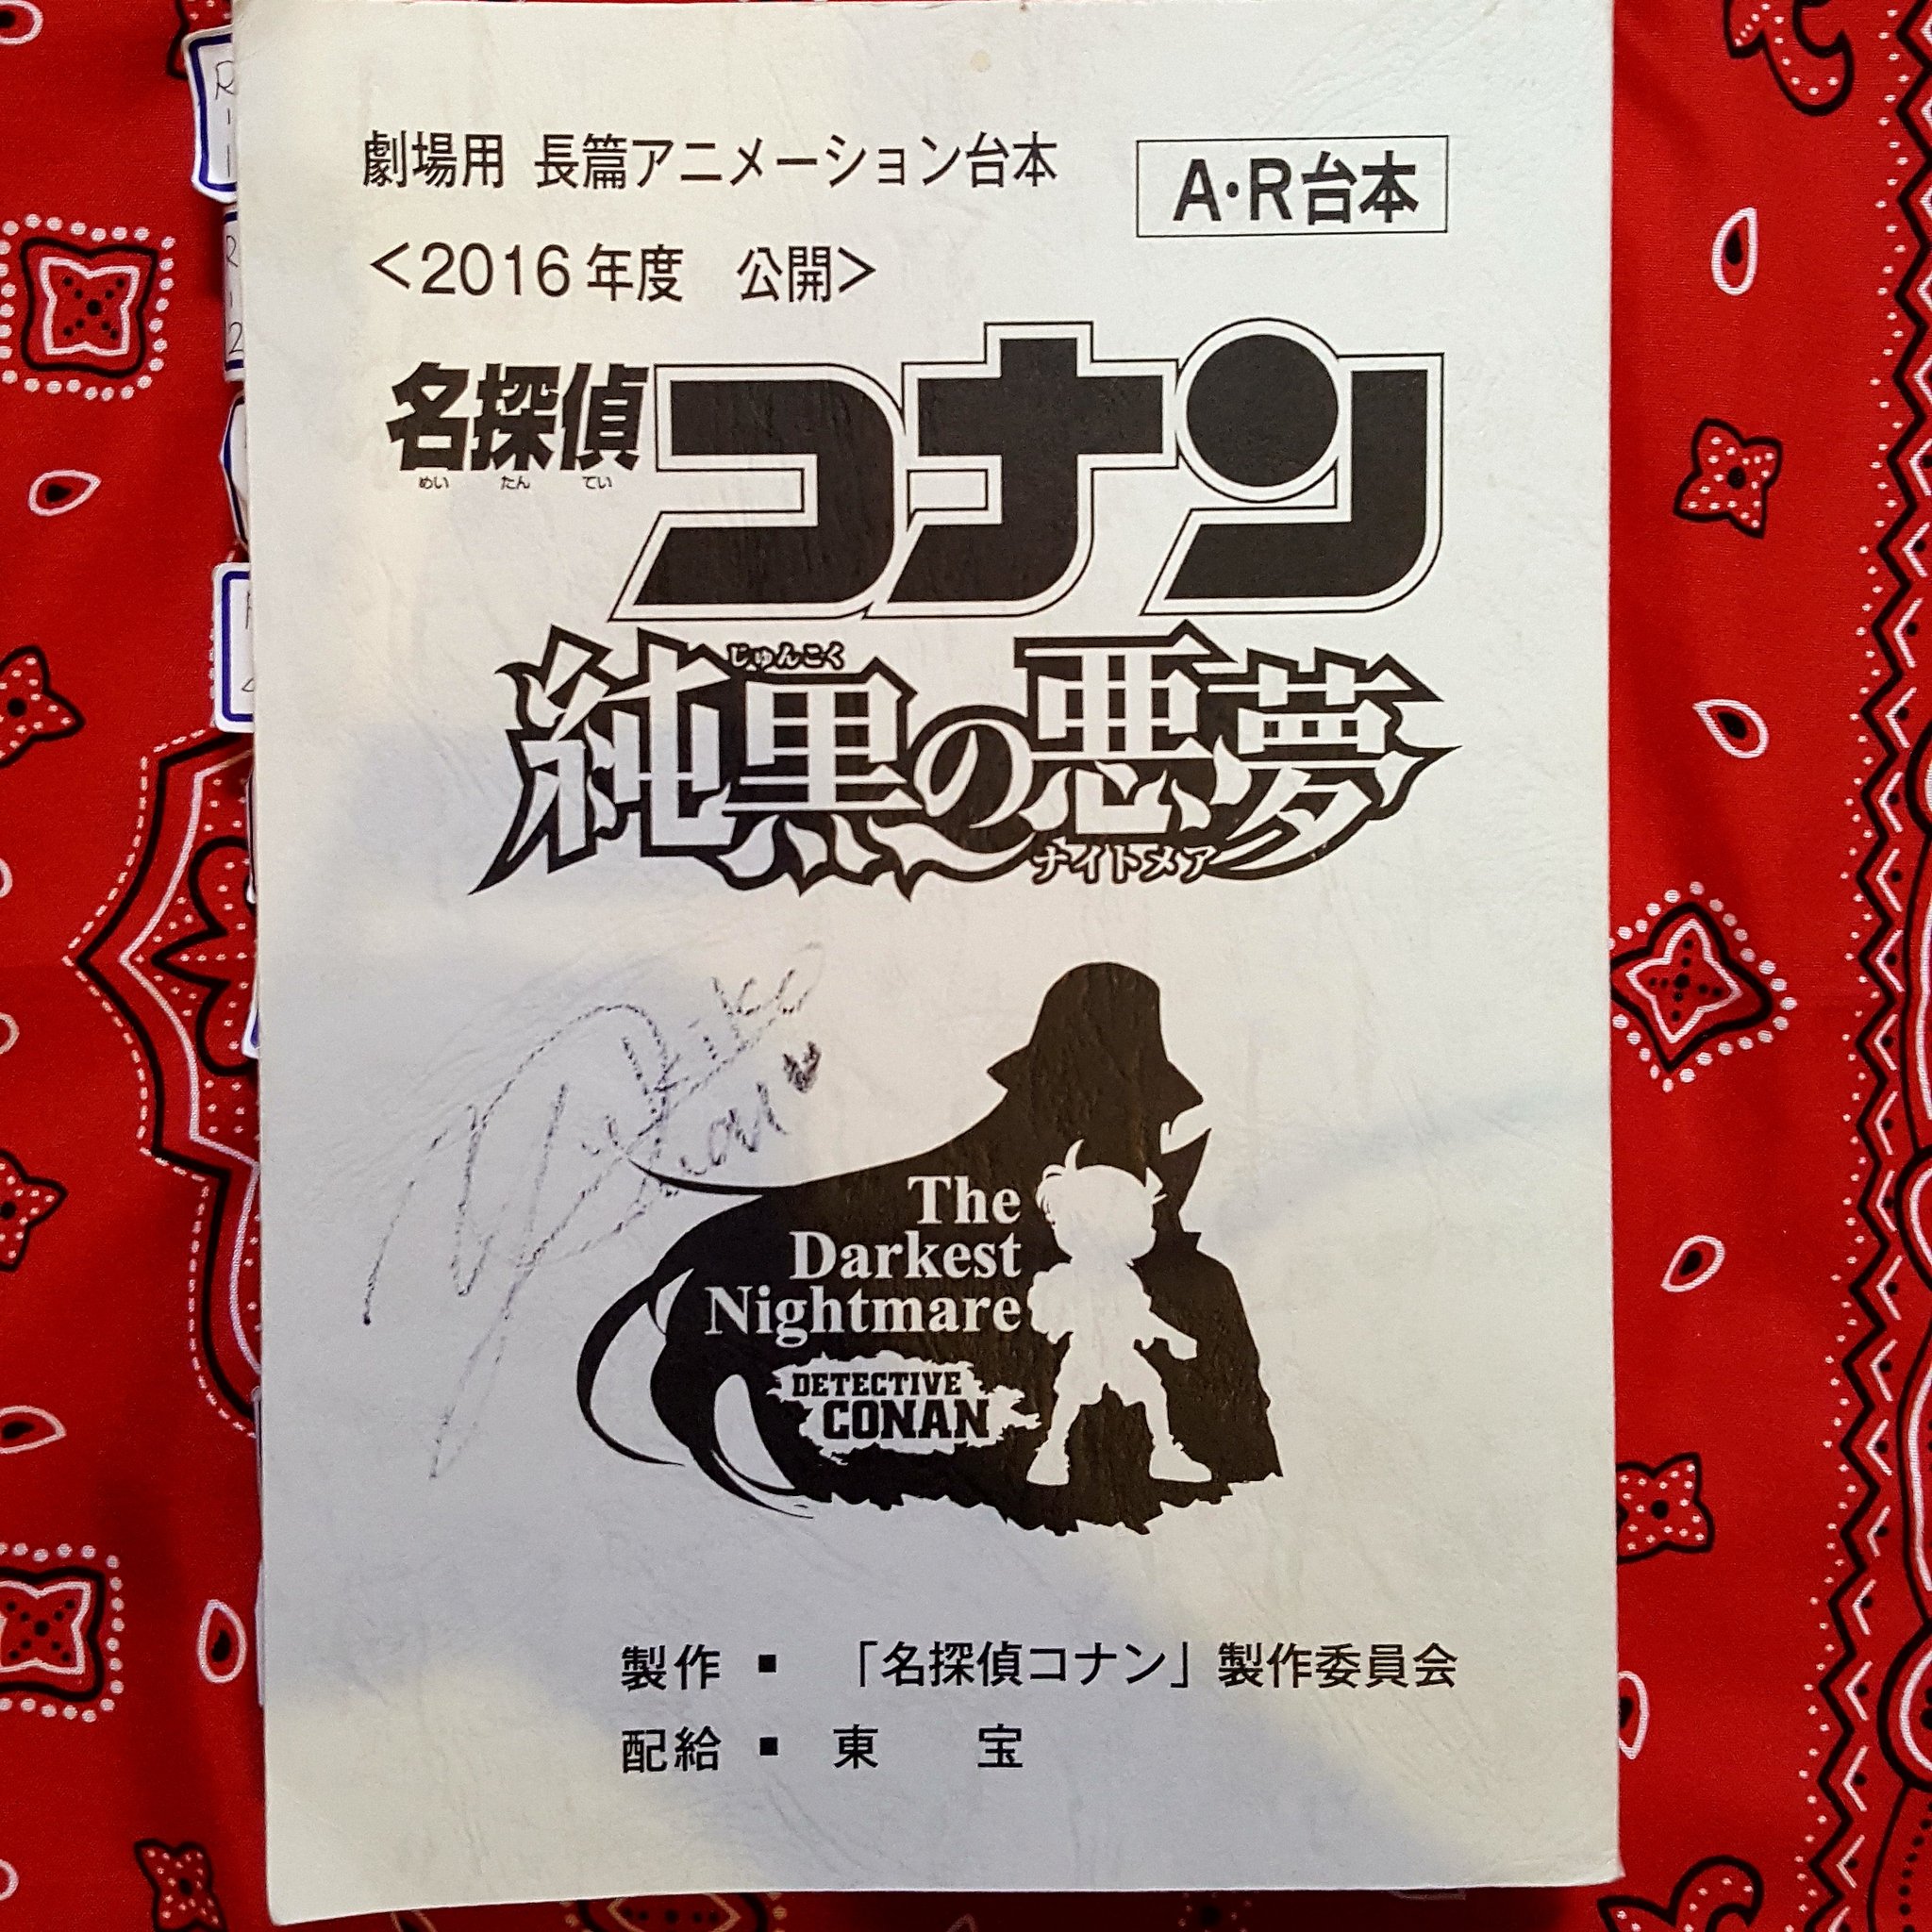 劇場用 長篇アニメーション台本
A・R台本
<2016年度 公開>
名探偵コナン
めい たん てい
じゅんこく
純黒の悪夢
ナイトメア
The
Darkest
Nightmare
DETECTIVE
CONAN
製作 ■ 「名探偵コナン」製作委員会
配給 ■ 東 宝